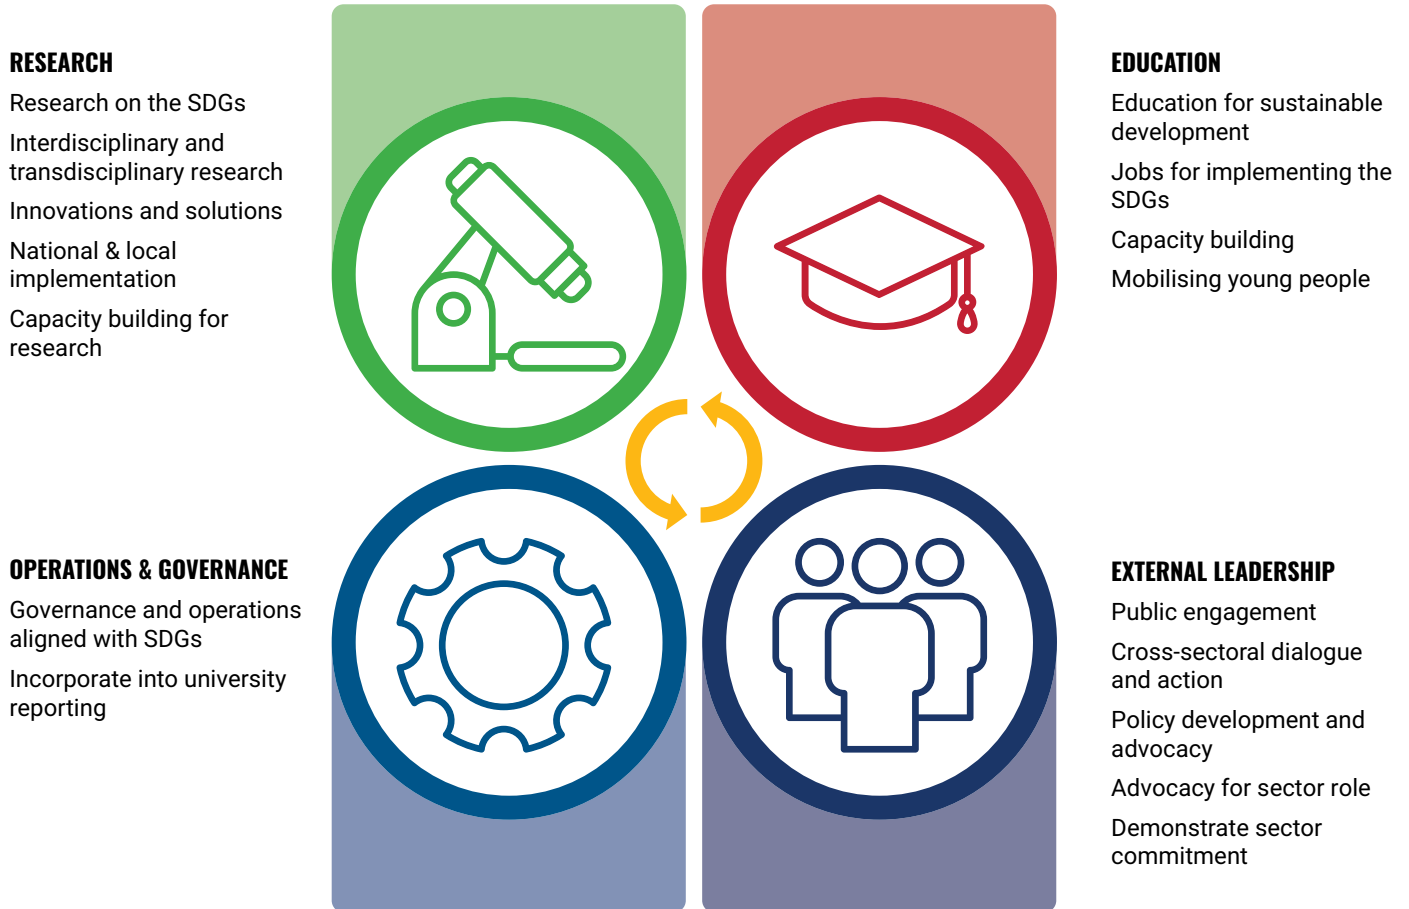 RESEARCH
Research on the SDGs
Interdisciplinary and
transdisciplinary research
Innovations and solutions
National & local
implementation
Capacity building for
research
EDUCATION
Education for sustainable
development
Jobs for implementing the
SDGs
Capacity building
Mobilising young people
OPERATIONS & GOVERNANCE
Governance and operations
aligned with SDGs
Incorporate into university
reporting
EXTERNAL LEADERSHIP
Public engagement
Cross-sectoral dialogue
and action
Policy development and
advocacy
Advocacy for sector role
Demonstrate sector
commitment